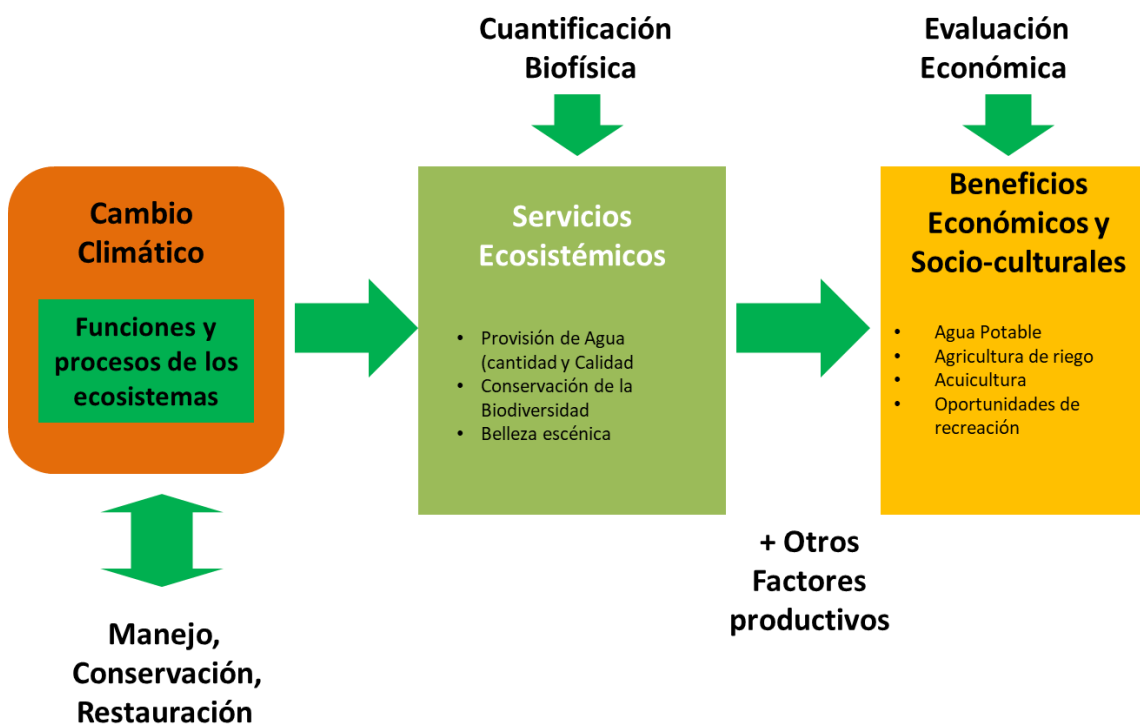 Cuantificación
Biofísica
Evaluación
Económica
Cambio
Climático
Funciones y
procesos de los
ecosistemas
Servicios
Ecosistémicos
• Provisión de Agua
(cantidad y Calidad
• Conservación de la
Biodiversidad
• Belleza escénica
Beneficios
Económicos y
Socio-culturales
• Agua Potable
• Agricultura de riego
• Acuicultura
• Oportunidades de
recreación
+ Otros
Factores
productivos
Manejo,
Conservación,
Restauración